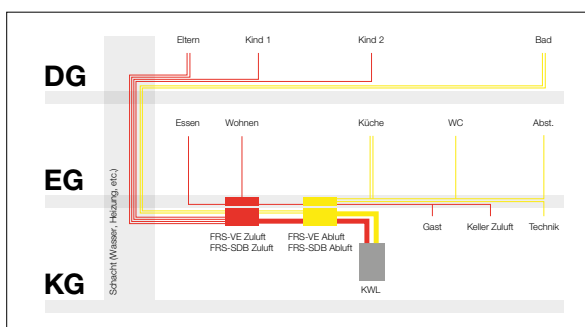 Eltern
Kind 1
Kind 2
Bad
DG
Essen
Wohnen
Küche
WC
Abst.
EG
Schacht (Wasser, Heizung, etc.)
Gast
Keller Zuluft
Technik
FRS-VE Zuluft
FRS-SDB Zuluft
FRS-VE Abluft
FRS-SDB Abluft
KWL
KG